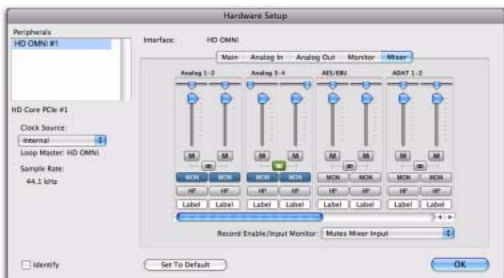 Hardware Setup
Peripherals
HD OMNI #1
Interface: HD OMNI
Main Analog In Analog Out Monitor Mixer
Analog 1-2 Analog 3-4 AES/EBU ADAT 1-2
HD Core PCIe #1
Clock Source:
Internal
Loop Master: HD OMNI
Sample Rate:
44.1 kHz
M M M M M M M M
MON MON MON MON MON MON MON MON
HP HP HP HP HP HP HP HP
Label Label Label Label Label Label Label Label
Record Enable/Input Monitor: Mutes Mixer Input
Identify
Set To Default
OK